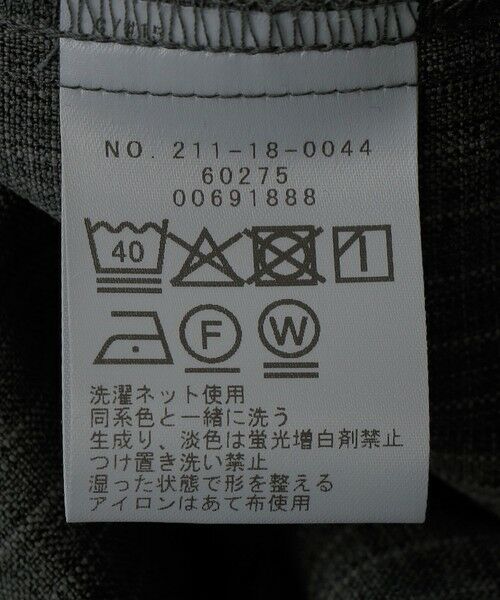 NO. 211-18-0044
60275
00691888
40
F W
洗濯ネット使用
同系色と一緒に洗う
生成り、淡色は蛍光増白剤禁止
つけ置き洗い禁止
湿った状態で形を整える
アイロンはあて布使用